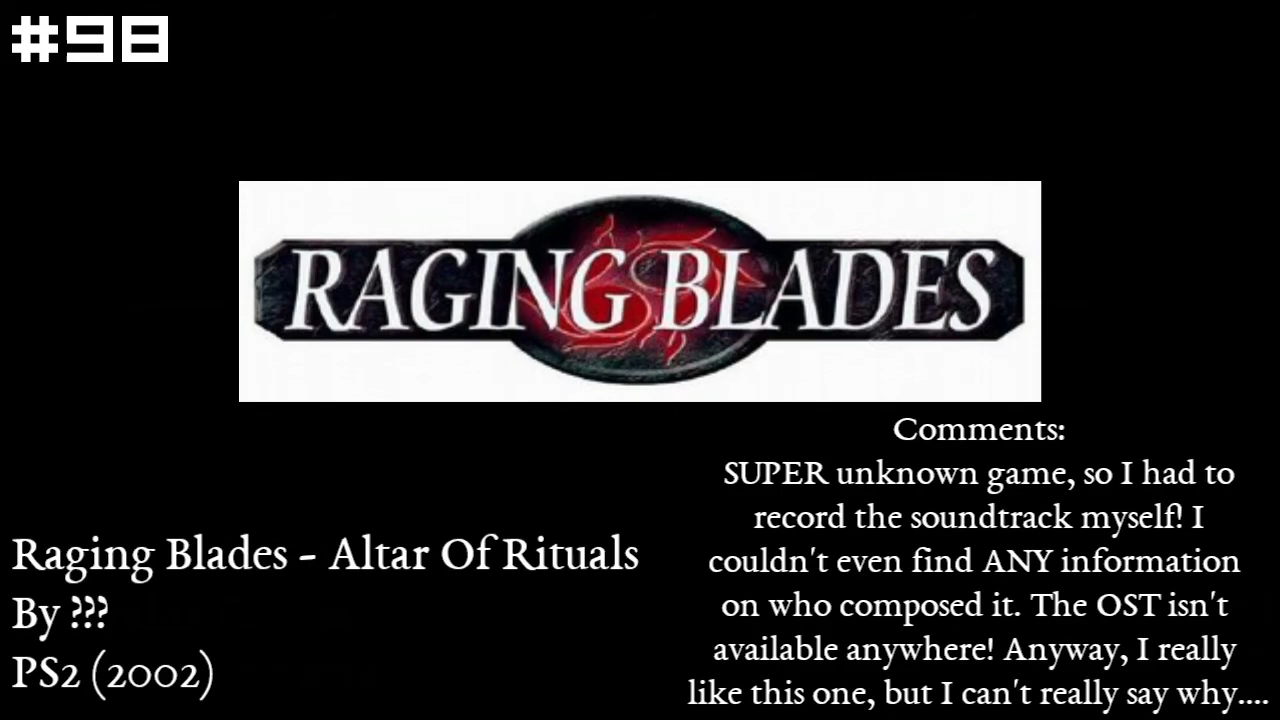 #98
RAGING BLADES
Comments:
SUPER unknown game, so I had to
record the soundtrack myself! I
couldn't even find ANY information
on who composed it. The OST isn't
available anywhere! Anyway, I really
like this one, but I can't really say why....
Raging Blades - Altar Of Rituals
By ???
PS2 (2002)